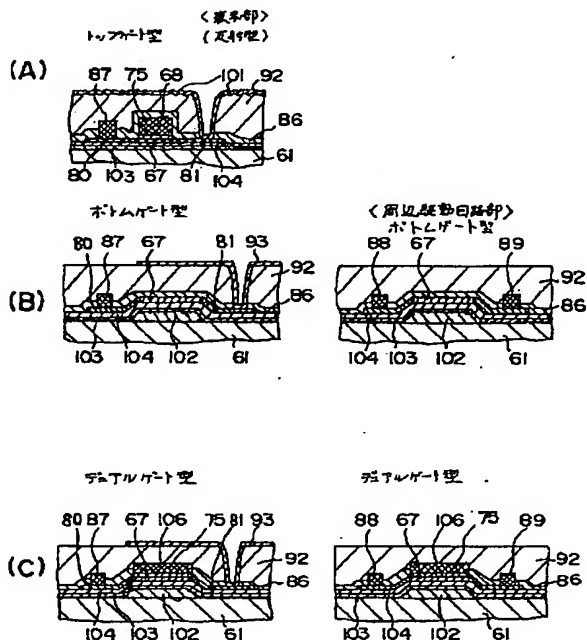 〈表示部〉
トップゲート型 (反射型)
(A)
87 75 68 101 92
86
61
80 103 67 81 104
ボトムゲート型
〈周辺駆動回路部〉
ボトムゲート型
(B)
80 87 67 81 93
92
86
103 104 102 61
88 67 89
92
86
104 103 102 61
デュアルゲート型
デュアルゲート型
(C)
80 87 67 106 75 81 93
92
86
104 103 102 61
88 67 106 75 89
92
86
103 104 102 61